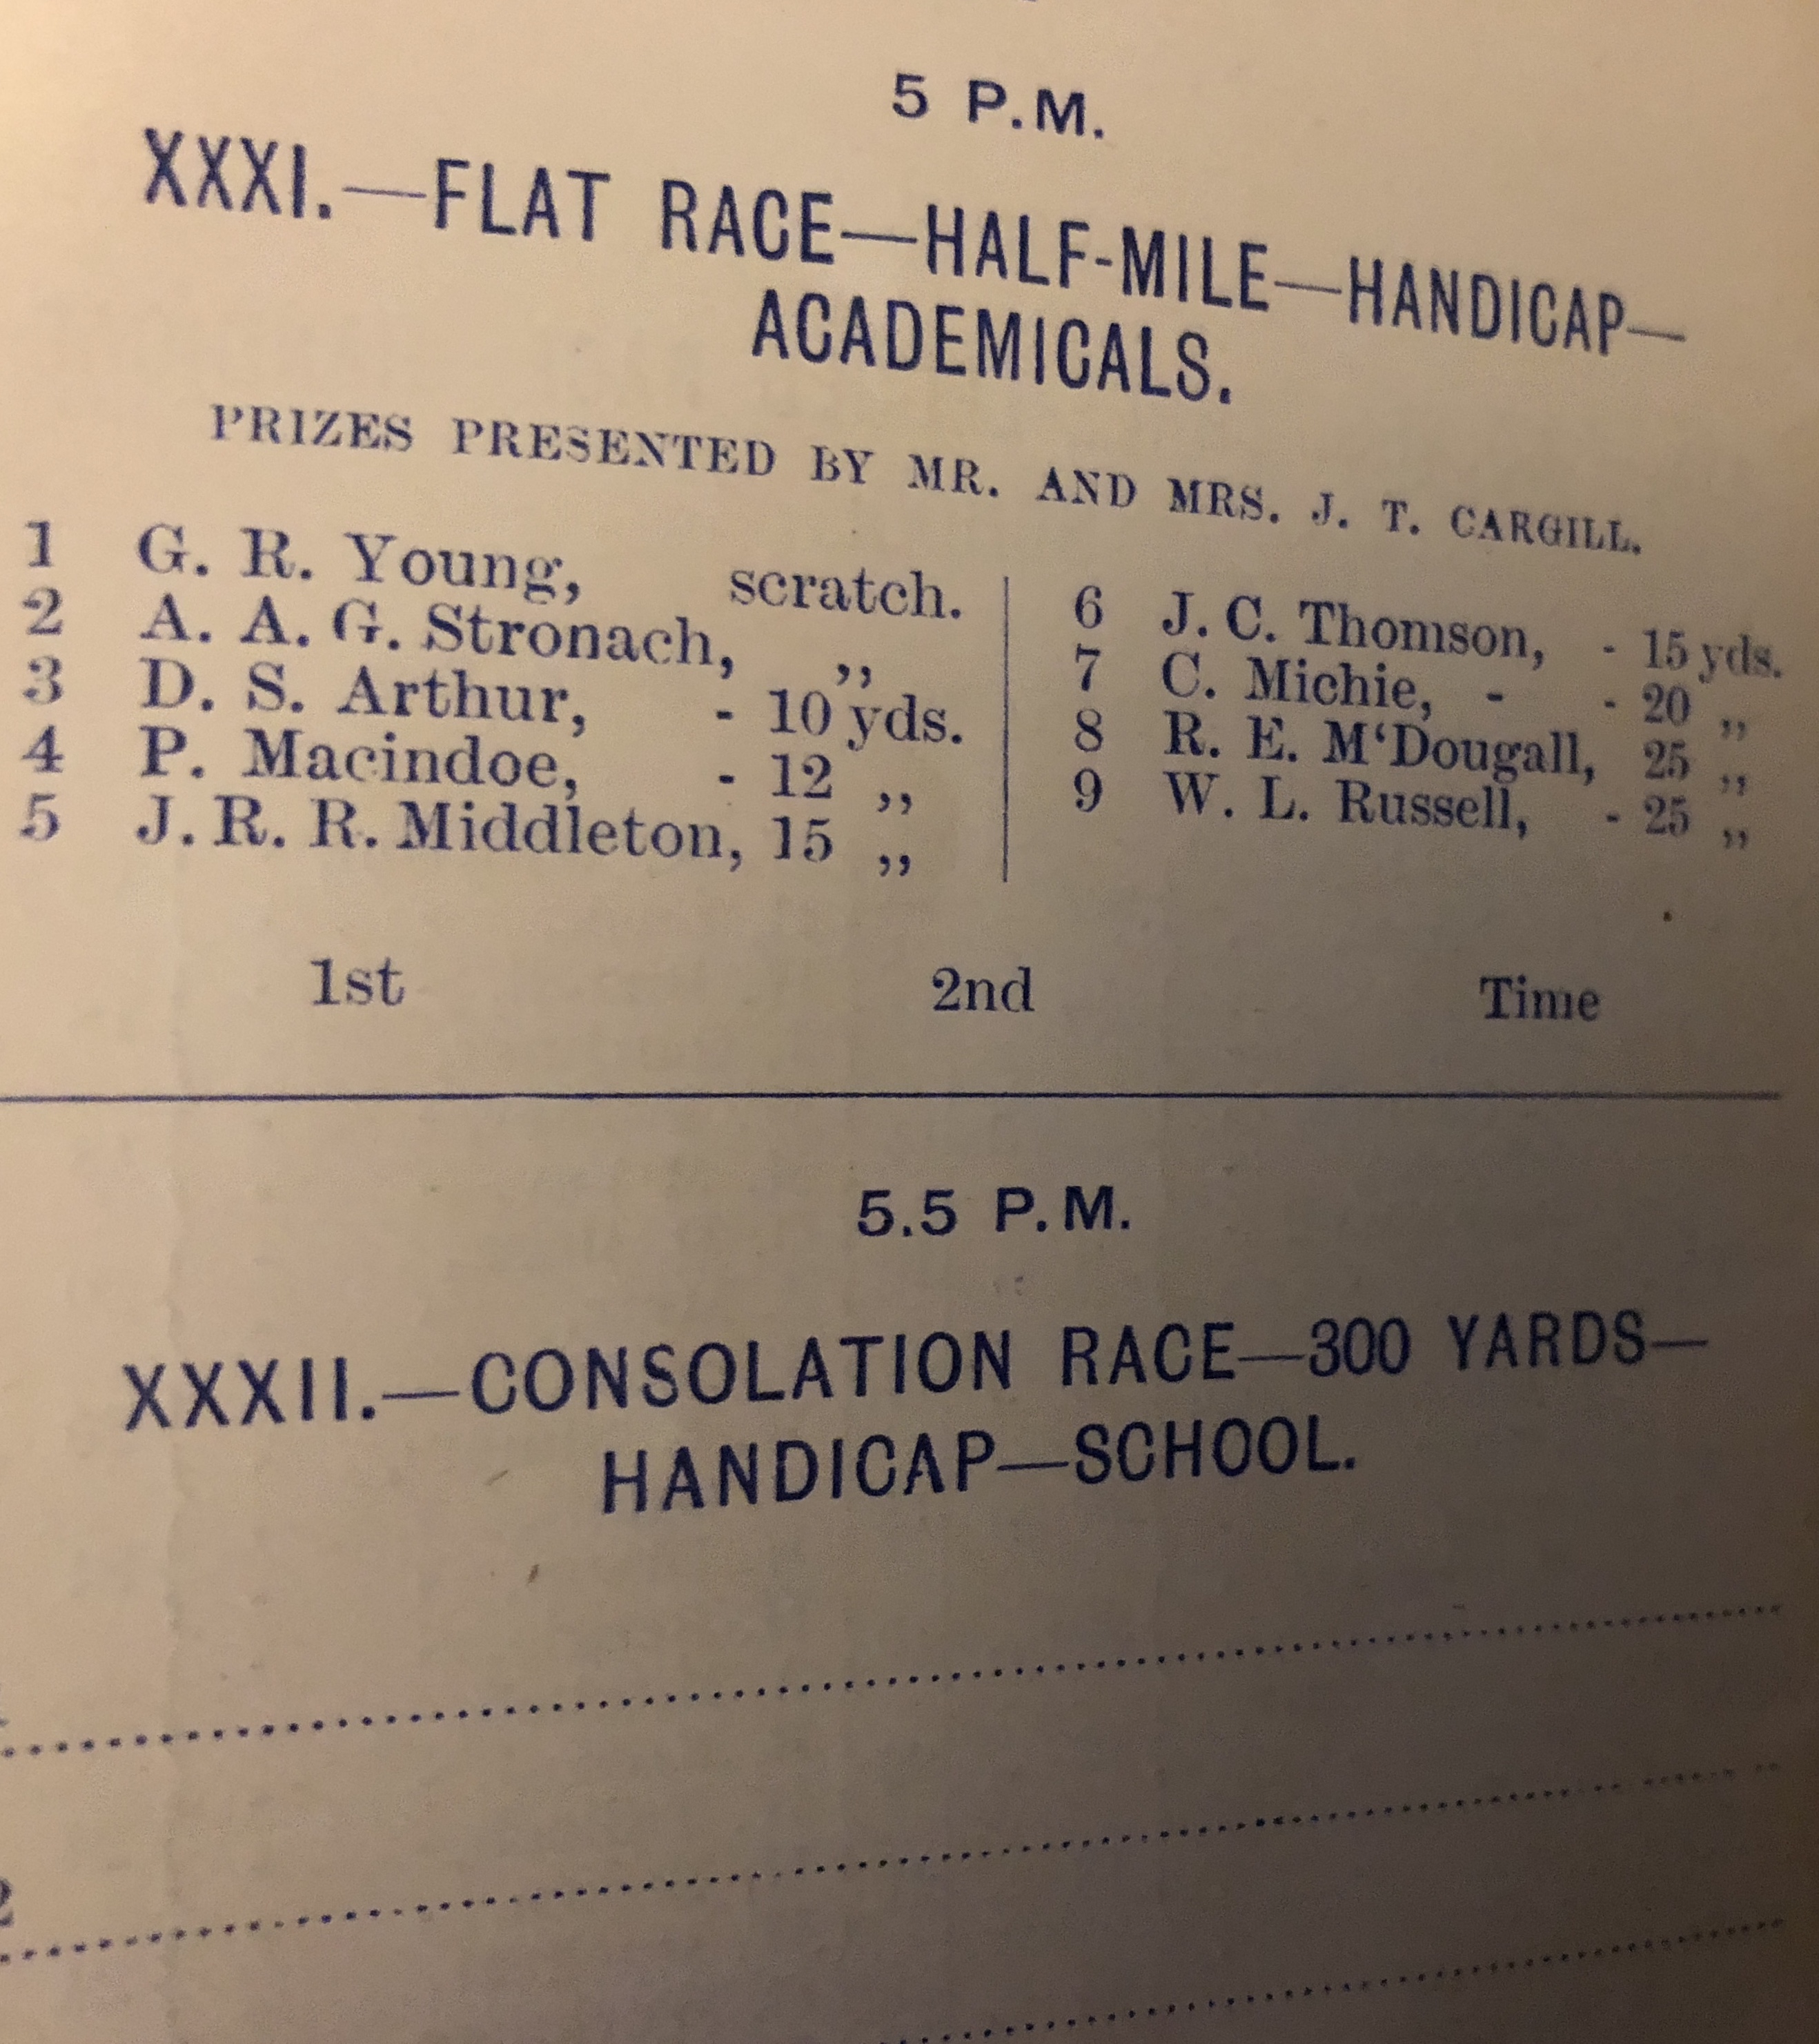 5 P.M.
XXXI.—FLAT RACE—HALF-MILE—HANDICAP—
ACADEMICALS.
PRIZES PRESENTED BY MR. AND MRS. J. T. CARGILL.
1 G. R. Young, scratch.
2 A. A. G. Stronach, „
3 D. S. Arthur, - 10 yds.
4 P. Macindoe, - 12 „
5 J. R. R. Middleton, 15 „
6 J. C. Thomson, - 15 yds.
7 C. Michie, - - 20 „
8 R. E. M‘Dougall, 25 „
9 W. L. Russell, - 25 „
1st 2nd Time
5.5 P.M.
XXXII.—CONSOLATION RACE—300 YARDS—
HANDICAP—SCHOOL.
2